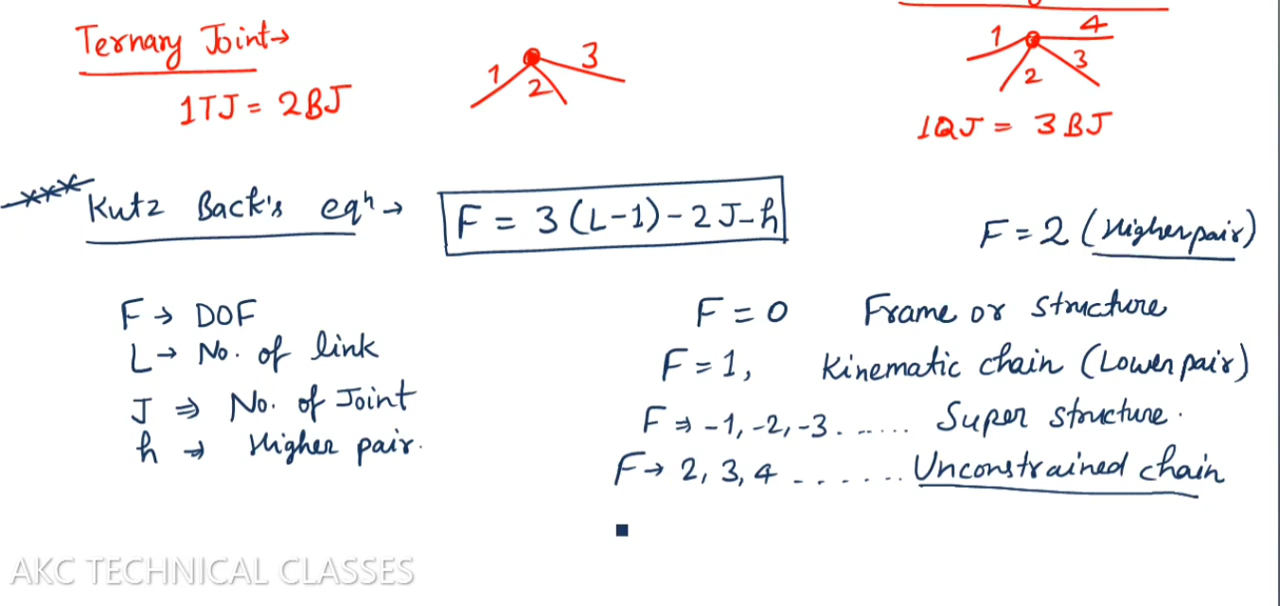 Ternary Joint→
1TJ = 2BJ
1 2 3
1 2 3 4
1QJ = 3BJ
*** Kutz Back's eqⁿ → F = 3(L-1)-2J-h
F = 2 (Higher pair)
F → DOF
L → No. of link
J ⇒ No. of Joint
h → Higher pair.
F = 0 Frame or structure
F = 1, Kinematic chain (Lower pair)
F ⇒ -1, -2, -3. ....... Super structure.
F → 2, 3, 4 ....... Unconstrained chain
AKC TECHNICAL CLASSES